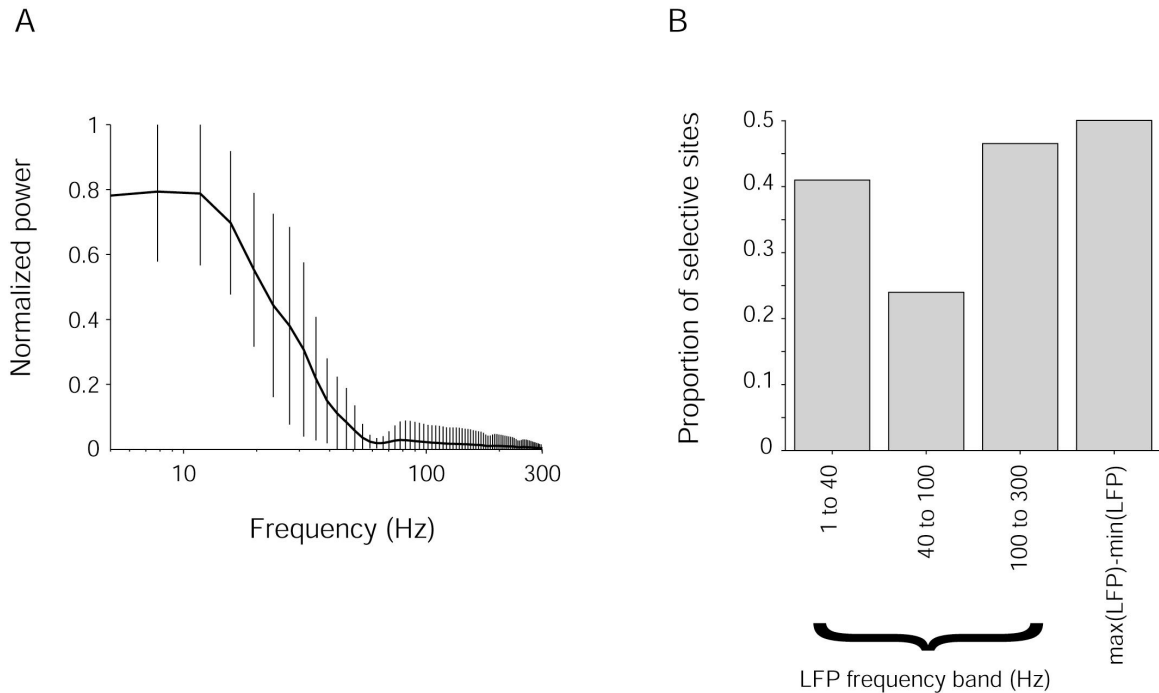 A
Normalized power
1
0.8
0.6
0.4
0.2
0
10
100
300
Frequency (Hz)
B
Proportion of selective sites
0.5
0.4
0.3
0.2
0.1
0
1 to 40
40 to 100
100 to 300
max(LFP)-min(LFP)
LFP frequency band (Hz)